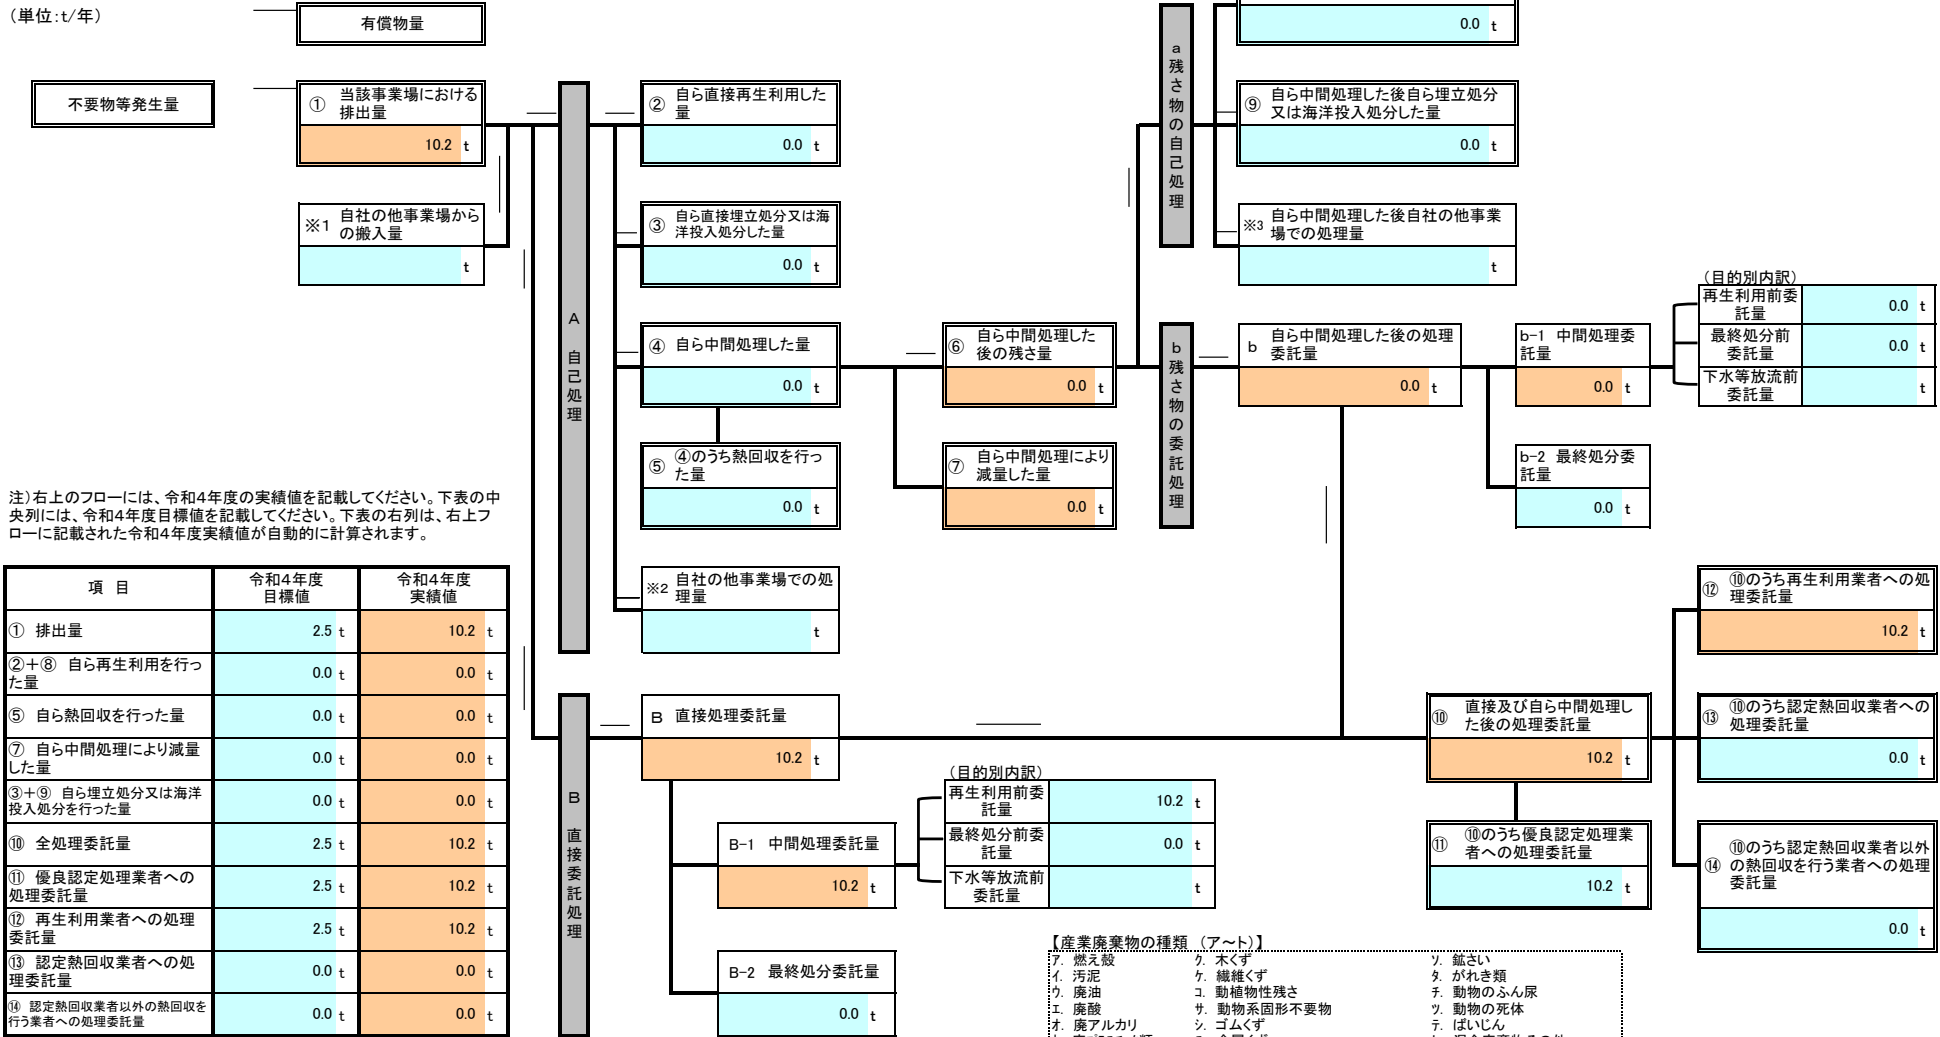 （単位:ｔ/年）
有償物量
0.0 ｔ
不要物等発生量
① 当該事業場における
排出量
10.2 ｔ
② 自ら直接再生利用した
量
0.0 ｔ
⑨ 自ら中間処理した後自ら埋立処分
又は海洋投入処分した量
0.0 ｔ
ａ残さ物の自己処理
※1 自社の他事業場から
の搬入量
ｔ
③ 自ら直接埋立処分又は海
洋投入処分した量
0.0 ｔ
※3 自ら中間処理した後自社の他事業
場での処理量
ｔ
Ａ 自己処理
④ 自ら中間処理した量
0.0 ｔ
⑥ 自ら中間処理した
後の残さ量
0.0 ｔ
ｂ残さ物の委託処理
ｂ 自ら中間処理した後の処理
委託量
0.0 ｔ
b-1 中間処理委
託量
0.0 ｔ
（目的別内訳）
再生利用前委
託量
0.0 ｔ
最終処分前
委託量
0.0 ｔ
下水等放流前
委託量
ｔ
⑤ ④のうち熱回収を行っ
た量
0.0 ｔ
⑦ 自ら中間処理により
減量した量
0.0 ｔ
b-2 最終処分委
託量
0.0 ｔ
注）右上のフローには、令和４年度の実績値を記載してください。下表の中
央列には、令和４年度目標値を記載してください。下表の右列は、右上フ
ローに記載された令和４年度実績値が自動的に計算されます。
※2 自社の他事業場での処
理量
ｔ
項 目
令和４年度
目標値
令和４年度
実績値
① 排出量
2.5 ｔ
10.2 ｔ
②＋⑧ 自ら再生利用を行っ
た量
0.0 ｔ
0.0 ｔ
⑤ 自ら熱回収を行った量
0.0 ｔ
0.0 ｔ
⑦ 自ら中間処理により減量
した量
0.0 ｔ
0.0 ｔ
③＋⑨ 自ら埋立処分又は海洋
投入処分を行った量
0.0 ｔ
0.0 ｔ
⑩ 全処理委託量
2.5 ｔ
10.2 ｔ
⑪ 優良認定処理業者への
処理委託量
2.5 ｔ
10.2 ｔ
⑫ 再生利用業者への処理
委託量
2.5 ｔ
10.2 ｔ
⑬ 認定熱回収業者への処
理委託量
0.0 ｔ
0.0 ｔ
⑭ 認定熱回収業者以外の熱回収を
行う業者への処理委託量
0.0 ｔ
0.0 ｔ
Ｂ 直接委託処理
Ｂ 直接処理委託量
10.2 ｔ
B-1 中間処理委託量
10.2 ｔ
（目的別内訳）
再生利用前委
託量
10.2 ｔ
最終処分前委
託量
0.0 ｔ
下水等放流前
委託量
ｔ
B-2 最終処分委託量
0.0 ｔ
⑩ 直接及び自ら中間処理し
た後の処理委託量
10.2 ｔ
⑪ ⑩のうち優良認定処理業
者への処理委託量
10.2 ｔ
⑫ ⑩のうち再生利用業者への処
理委託量
10.2 ｔ
⑬ ⑩のうち認定熱回収業者への
処理委託量
0.0 ｔ
⑭ ⑩のうち認定熱回収業者以外
の熱回収を行う業者への処理
委託量
0.0 ｔ
【産業廃棄物の種類 （ア～ト）】
ｱ. 燃え殻
ｲ. 汚泥
ｳ. 廃油
ｴ. 廃酸
ｵ. 廃アルカリ
ｸ. 木くず
ｹ. 繊維くず
ｺ. 動植物性残さ
ｻ. 動物系固形不要物
ｼ. ゴムくず
ｿ. 鉱さい
ﾀ. がれき類
ﾁ. 動物のふん尿
ﾂ. 動物の死体
ﾃ. ばいじん